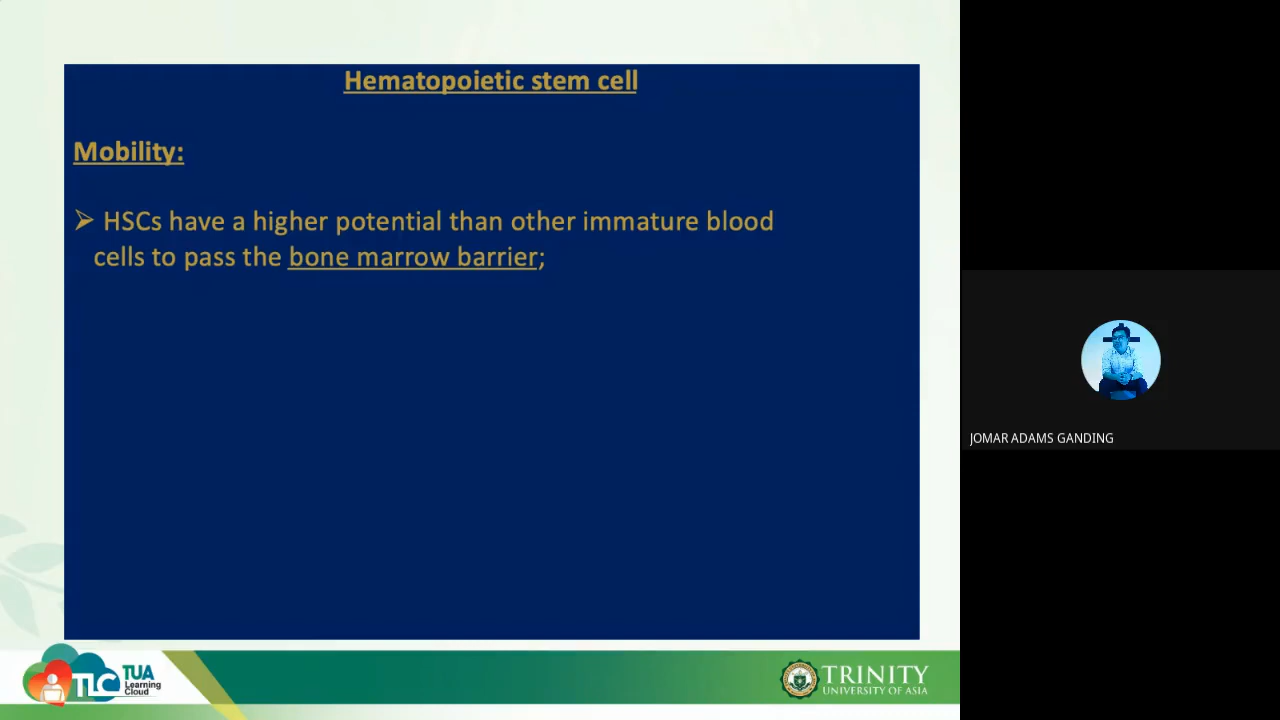 Hematopoietic stem cell
Mobility:
➢ HSCs have a higher potential than other immature blood
cells to pass the bone marrow barrier;
JOMAR ADAMS GANDING
TLC
TUA
Learning
Cloud
TRINITY
UNIVERSITY OF ASIA